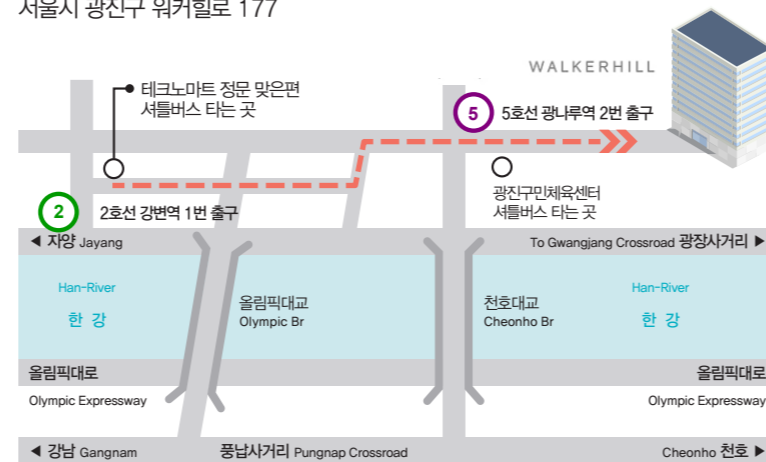 서울시 광진구 워커힐로 177
WALKERHILL
테크노마트 정문 맞은편
셔틀버스 타는 곳
5
5호선 광나루역 2번 출구
광진구민체육센터
셔틀버스 타는 곳
2
2호선 강변역 1번 출구
◀ 자양 Jayang
To Gwangjang Crossroad 광장사거리 ▶
Han-River
한 강
올림픽대교
Olympic Br
천호대교
Cheonho Br
Han-River
한 강
올림픽대로
올림픽대로
Olympic Expressway
Olympic Expressway
◀ 강남 Gangnam
풍납사거리 Pungnap Crossroad
Cheonho 천호 ▶